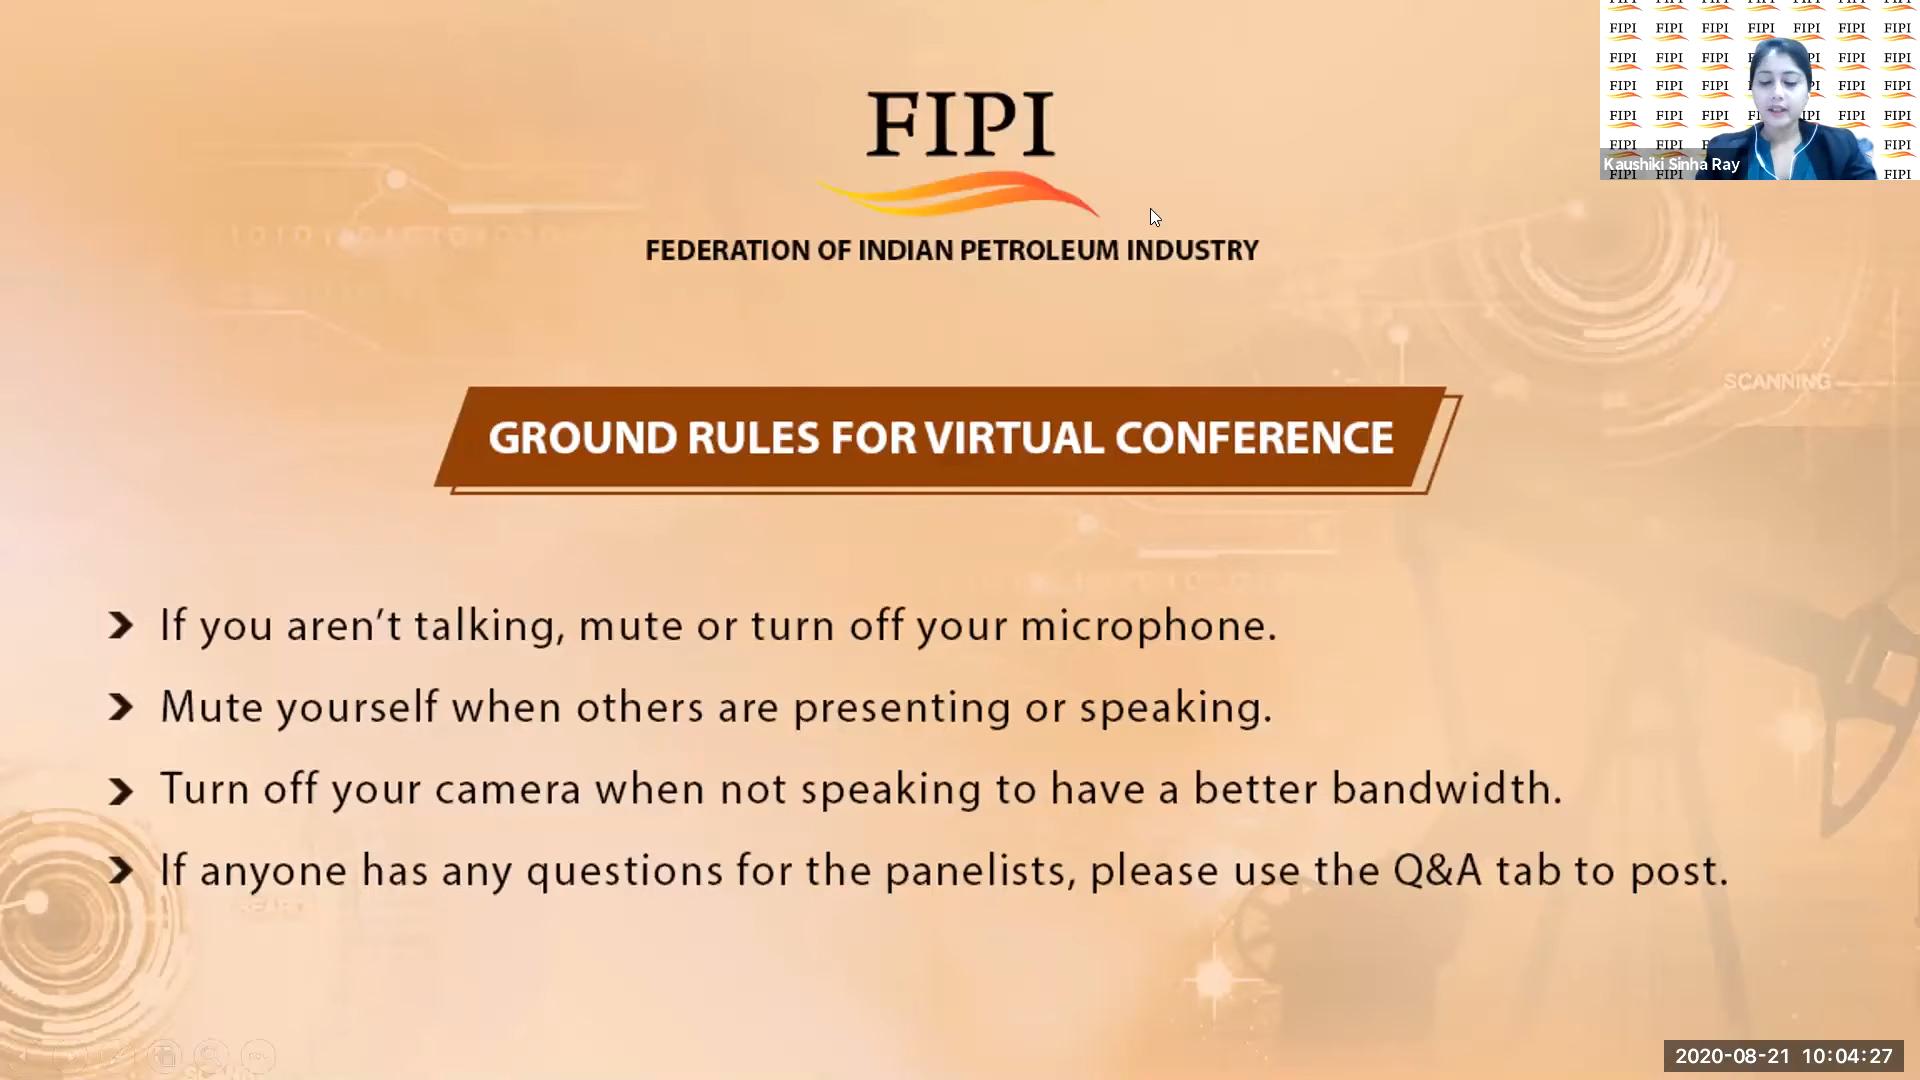 FIPI
FEDERATION OF INDIAN PETROLEUM INDUSTRY
Kaushiki Sinha Ray
SCANNING
GROUND RULES FOR VIRTUAL CONFERENCE
If you aren’t talking, mute or turn off your microphone.
Mute yourself when others are presenting or speaking.
Turn off your camera when not speaking to have a better bandwidth.
If anyone has any questions for the panelists, please use the Q&A tab to post.
2020-08-21 10:04:27